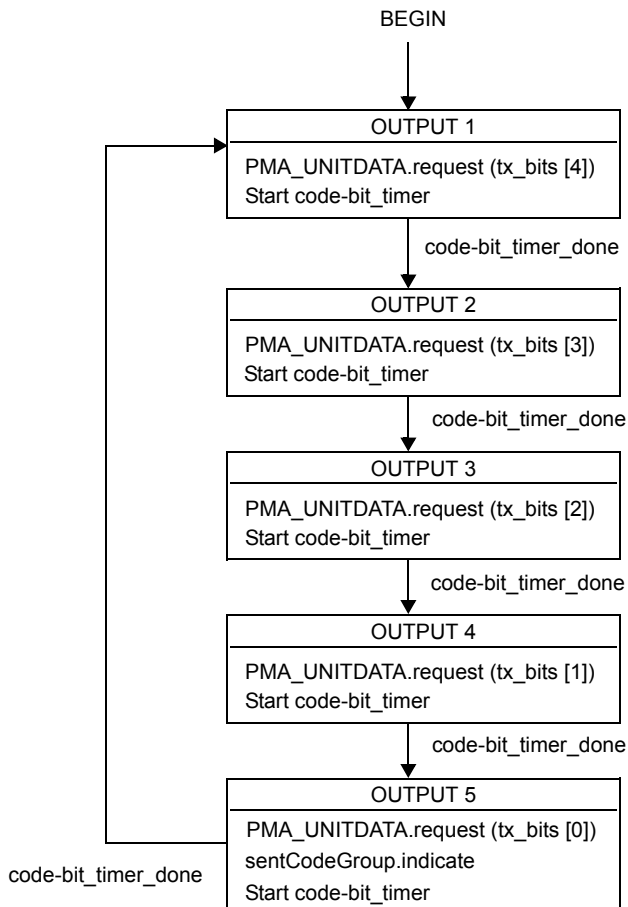 BEGIN
OUTPUT 1
PMA_UNITDATA.request (tx_bits [4])
Start code-bit_timer
code-bit_timer_done
OUTPUT 2
PMA_UNITDATA.request (tx_bits [3])
Start code-bit_timer
code-bit_timer_done
OUTPUT 3
PMA_UNITDATA.request (tx_bits [2])
Start code-bit_timer
code-bit_timer_done
OUTPUT 4
PMA_UNITDATA.request (tx_bits [1])
Start code-bit_timer
code-bit_timer_done
OUTPUT 5
PMA_UNITDATA.request (tx_bits [0])
sentCodeGroup.indicate
code-bit_timer_done
Start code-bit_timer